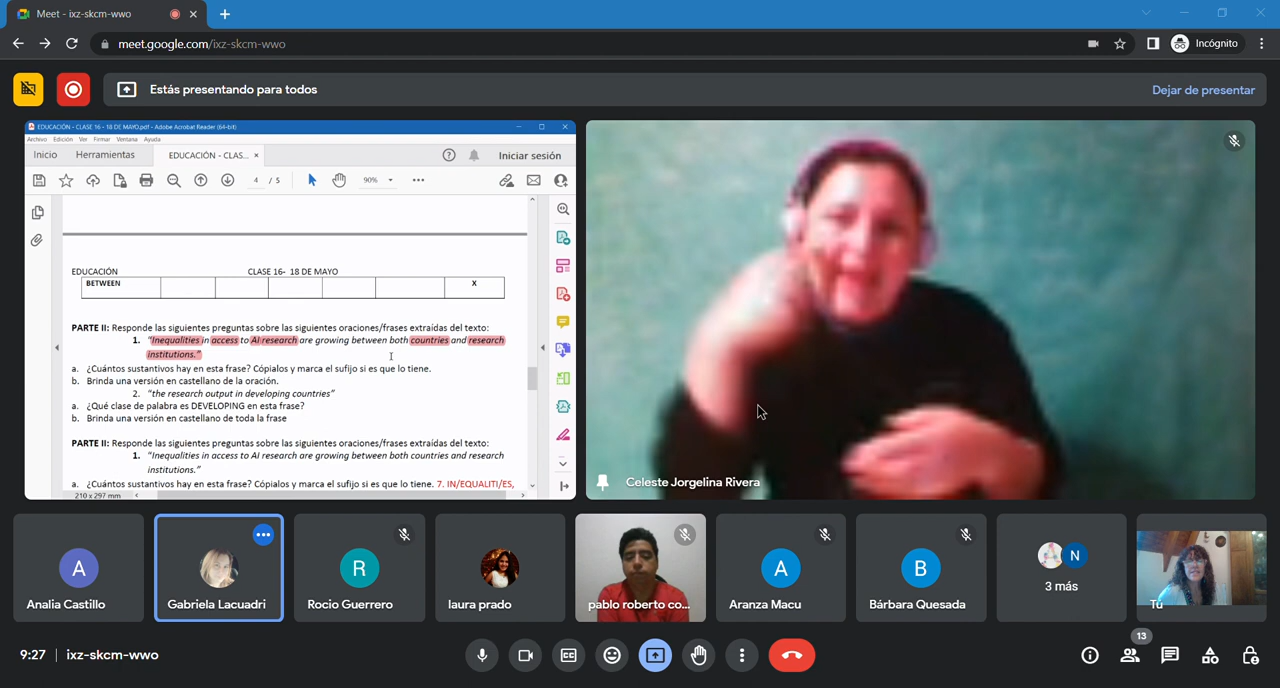 Meet - ixz-skcm-wwo
meet.google.com/ixz-skcm-wwo
Incógnito
Estás presentando para todos
Dejar de presentar
EDUCACIÓN - CLASE 16 - 18 DE MAYO.pdf - Adobe Acrobat Reader (64-bit)
Archivo Edición Ver Firmar Ventana Ayuda
Inicio Herramientas EDUCACIÓN - CLAS... Iniciar sesión
4 / 5 90%
EDUCACIÓN CLASE 16- 18 DE MAYO
BETWEEN X
PARTE II: Responde las siguientes preguntas sobre las siguientes oraciones/frases extraídas del texto:
1. “Inequalities in access to AI research are growing between both countries and research
institutions.”
a. ¿Cuántos sustantivos hay en esta frase? Cópialos y marca el sufijo si es que lo tiene.
b. Brinda una versión en castellano de la oración.
2. “the research output in developing countries”
a. ¿Qué clase de palabra es DEVELOPING en esta frase?
b. Brinda una versión en castellano de toda la frase
PARTE II: Responde las siguientes preguntas sobre las siguientes oraciones/frases extraídas del texto:
1. “Inequalities in access to AI research are growing between both countries and research
institutions.”
a. ¿Cuántos sustantivos hay en esta frase? Cópialos y marca el sufijo si es que lo tiene. 7. IN/EQUALITI/ES,
210 x 297 mm
Celeste Jorgelina Rivera
Analia Castillo
A
Gabriela Lacuadri
R
Rocio Guerrero
laura prado
pablo roberto co...
A
Aranza Macu
B
Bárbara Quesada
N
3 más
Tú
9:27 ixz-skcm-wwo
13